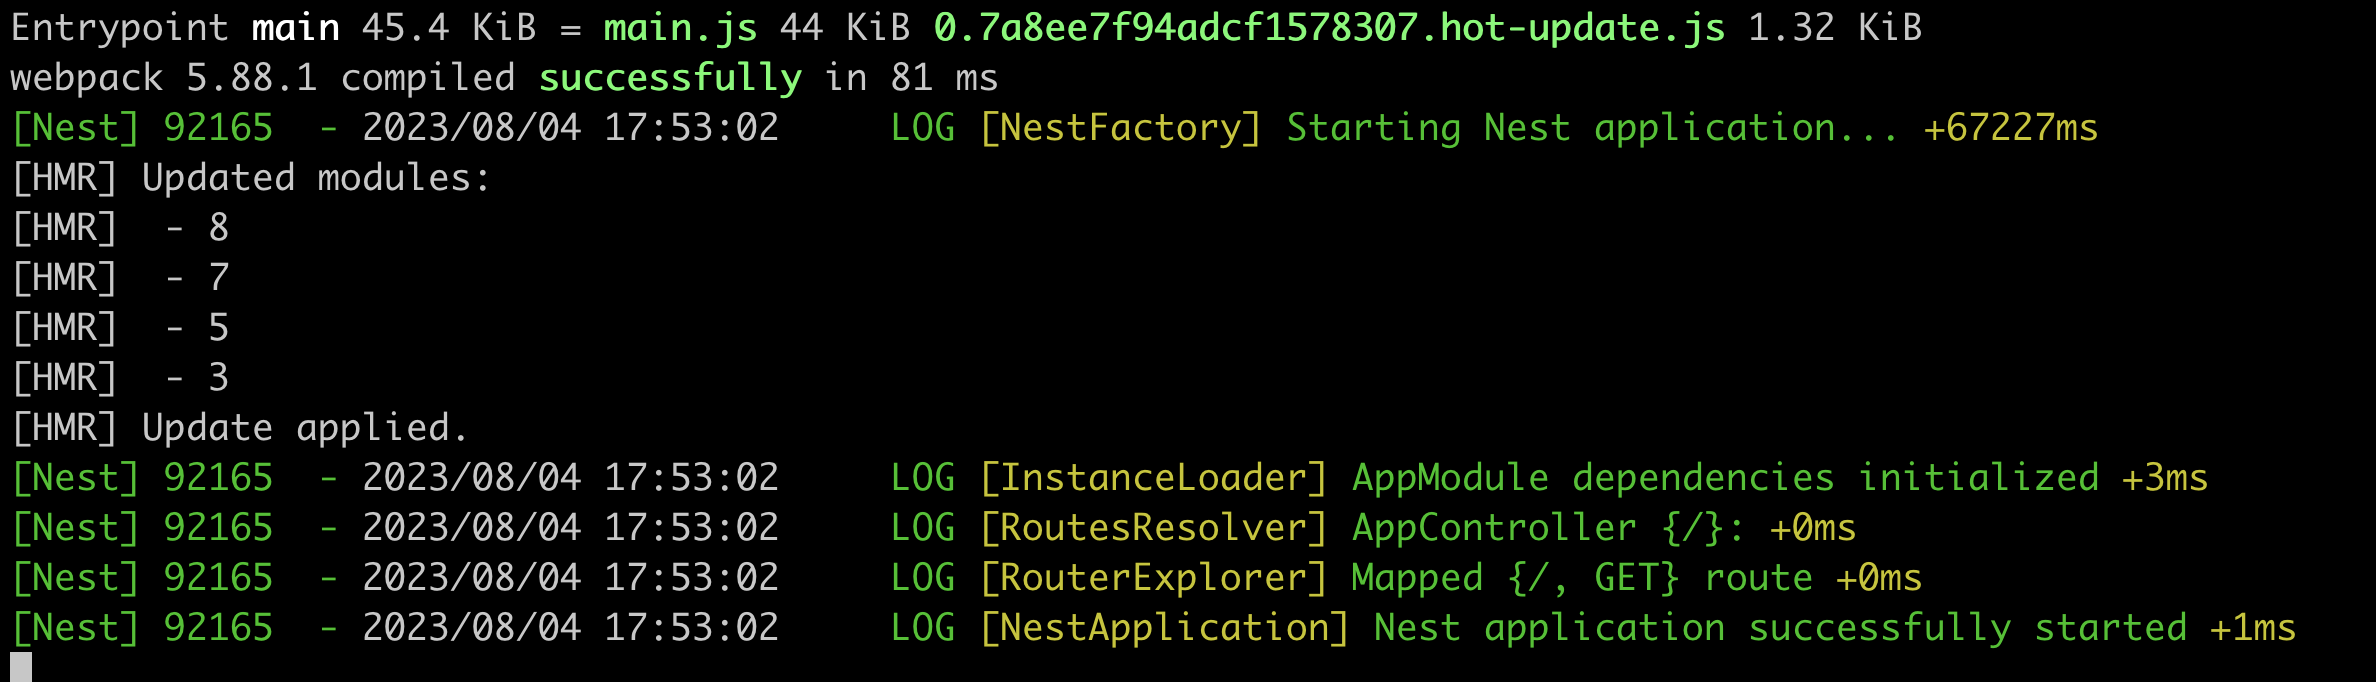 Entrypoint main 45.4 KiB = main.js 44 KiB 0.7a8ee7f94adcf1578307.hot-update.js 1.32 KiB
webpack 5.88.1 compiled successfully in 81 ms
[Nest] 92165  - 2023/08/04 17:53:02     LOG [NestFactory] Starting Nest application... +67227ms
[HMR] Updated modules:
[HMR]  - 8
[HMR]  - 7
[HMR]  - 5
[HMR]  - 3
[HMR] Update applied.
[Nest] 92165  - 2023/08/04 17:53:02     LOG [InstanceLoader] AppModule dependencies initialized +3ms
[Nest] 92165  - 2023/08/04 17:53:02     LOG [RoutesResolver] AppController {/}: +0ms
[Nest] 92165  - 2023/08/04 17:53:02     LOG [RouterExplorer] Mapped {/, GET} route +0ms
[Nest] 92165  - 2023/08/04 17:53:02     LOG [NestApplication] Nest application successfully started +1ms